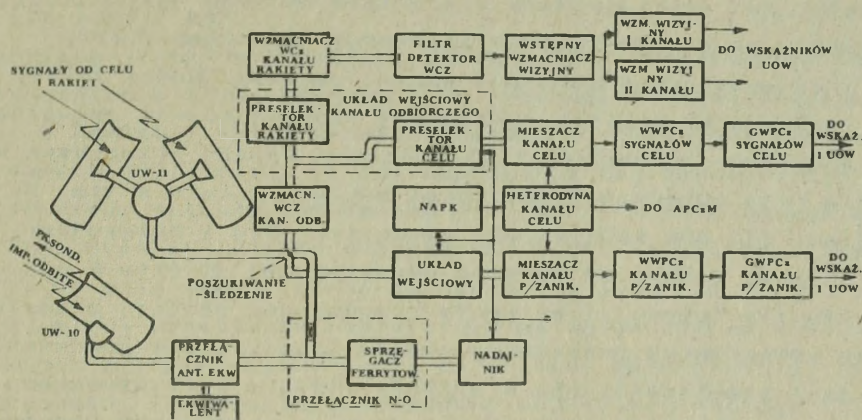 SYGNAŁY OD CELU
I RAKIET
UW-11
WZMACNIACZ
WCz
KANAŁU
RAKIETY
FILTR
I DETEKTOR
WCZ
WSTĘPNY
WZMACNIACZ
WIZYJNY
WZM. WIZYJ
NY
I KANAŁU
WZM WIZYJ
NY
II KANAŁU
DO WSKAŹNIKÓW
I UOW
UKŁAD WEJŚCIOWY
KANAŁU ODBIORCZEGO
PRESELEK-
TOR
KANAŁU
RAKIETY
PRESELEK-
TOR
KANAŁU
CELU
MIESZACZ
KANAŁU
CELU
WWPCz
SYGNAŁÓW
CELU
GWPCz
SYGNAŁÓW
CELU
DO
WSKAŹ.
I UOW
WZMACN.
WCZ
KAN. ODB.
NAPK
HETERODYNA
KANAŁU
CELU
DO APCzM
POSZUKIWANIE
-ŚLEDZENIE
UKŁAD
WEJŚCIOWY
MIESZACZ
KANAŁU
P/ZANIK.
WWPCz
KANAŁU
P/ZANIK.
GWPCz
KANAŁU
P/ZANIK.
DO
WSKAŹ.
I UOW
SOND.
IMP. ODBITE
UW-10
PRZEŁĄ-
CZNIK
ANT. EKW
EKWIWA-
LENT
SPRZĘ-
GACZ
FERRYTOW.
PRZEŁĄCZNIK N-O
NADAJ-
NIK